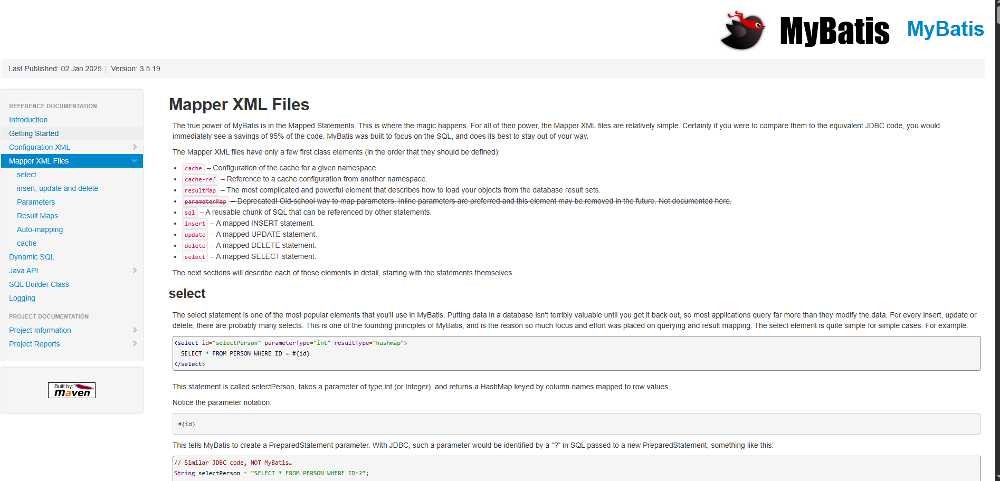 MyBatis MyBatis
Last Published: 02 Jan 2025 | Version: 3.5.19
REFERENCE DOCUMENTATION
Introduction
Getting Started
Configuration XML
Mapper XML Files
select
insert, update and delete
Parameters
Result Maps
Auto-mapping
cache
Dynamic SQL
Java API
SQL Builder Class
Logging
PROJECT DOCUMENTATION
Project Information
Project Reports
Built by:
maven
Mapper XML Files
The true power of MyBatis is in the Mapped Statements. This is where the magic happens. For all of their power, the Mapper XML files are relatively simple. Certainly if you were to compare them to the equivalent JDBC code, you would
immediately see a savings of 95% of the code. MyBatis was built to focus on the SQL, and does its best to stay out of your way.
The Mapper XML files have only a few first class elements (in the order that they should be defined):
• cache – Configuration of the cache for a given namespace.
• cache-ref – Reference to a cache configuration from another namespace.
• resultMap – The most complicated and powerful element that describes how to load your objects from the database result sets.
• parameterMap – Deprecated! Old-school way to map parameters. Inline parameters are preferred and this element may be removed in the future. Not documented here.
• sql – A reusable chunk of SQL that can be referenced by other statements.
• insert – A mapped INSERT statement.
• update – A mapped UPDATE statement.
• delete – A mapped DELETE statement.
• select – A mapped SELECT statement.
The next sections will describe each of these elements in detail, starting with the statements themselves.
select
The select statement is one of the most popular elements that you'll use in MyBatis. Putting data in a database isn't terribly valuable until you get it back out, so most applications query far more than they modify the data. For every insert, update or
delete, there are probably many selects. This is one of the founding principles of MyBatis, and is the reason so much focus and effort was placed on querying and result mapping. The select element is quite simple for simple cases. For example:
<select id="selectPerson" parameterType="int" resultType="hashmap">
  SELECT * FROM PERSON WHERE ID = #{id}
</select>
This statement is called selectPerson, takes a parameter of type int (or Integer), and returns a HashMap keyed by column names mapped to row values.
Notice the parameter notation:
#{id}
This tells MyBatis to create a PreparedStatement parameter. With JDBC, such a parameter would be identified by a “?” in SQL passed to a new PreparedStatement, something like this:
// Similar JDBC code, NOT MyBatis…
String selectPerson = "SELECT * FROM PERSON WHERE ID=?";